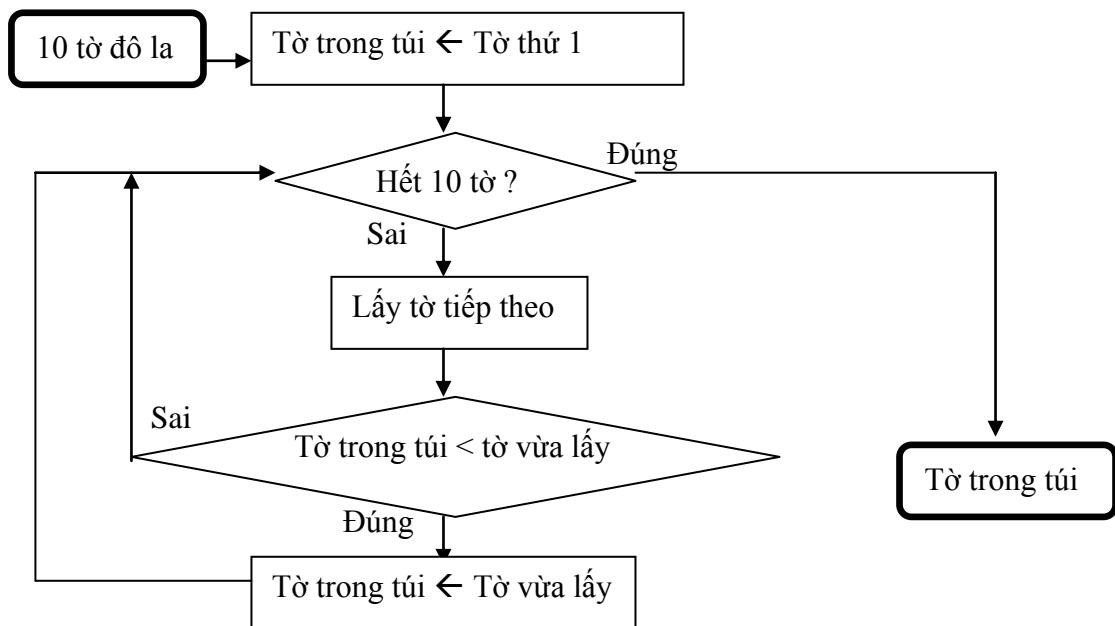 10 tờ đô la
Tờ trong túi ← Tờ thứ 1
Hết 10 tờ ?
Đúng
Sai
Lấy tờ tiếp theo
Sai
Tờ trong túi < tờ vừa lấy
Tờ trong túi
Đúng
Tờ trong túi ← Tờ vừa lấy